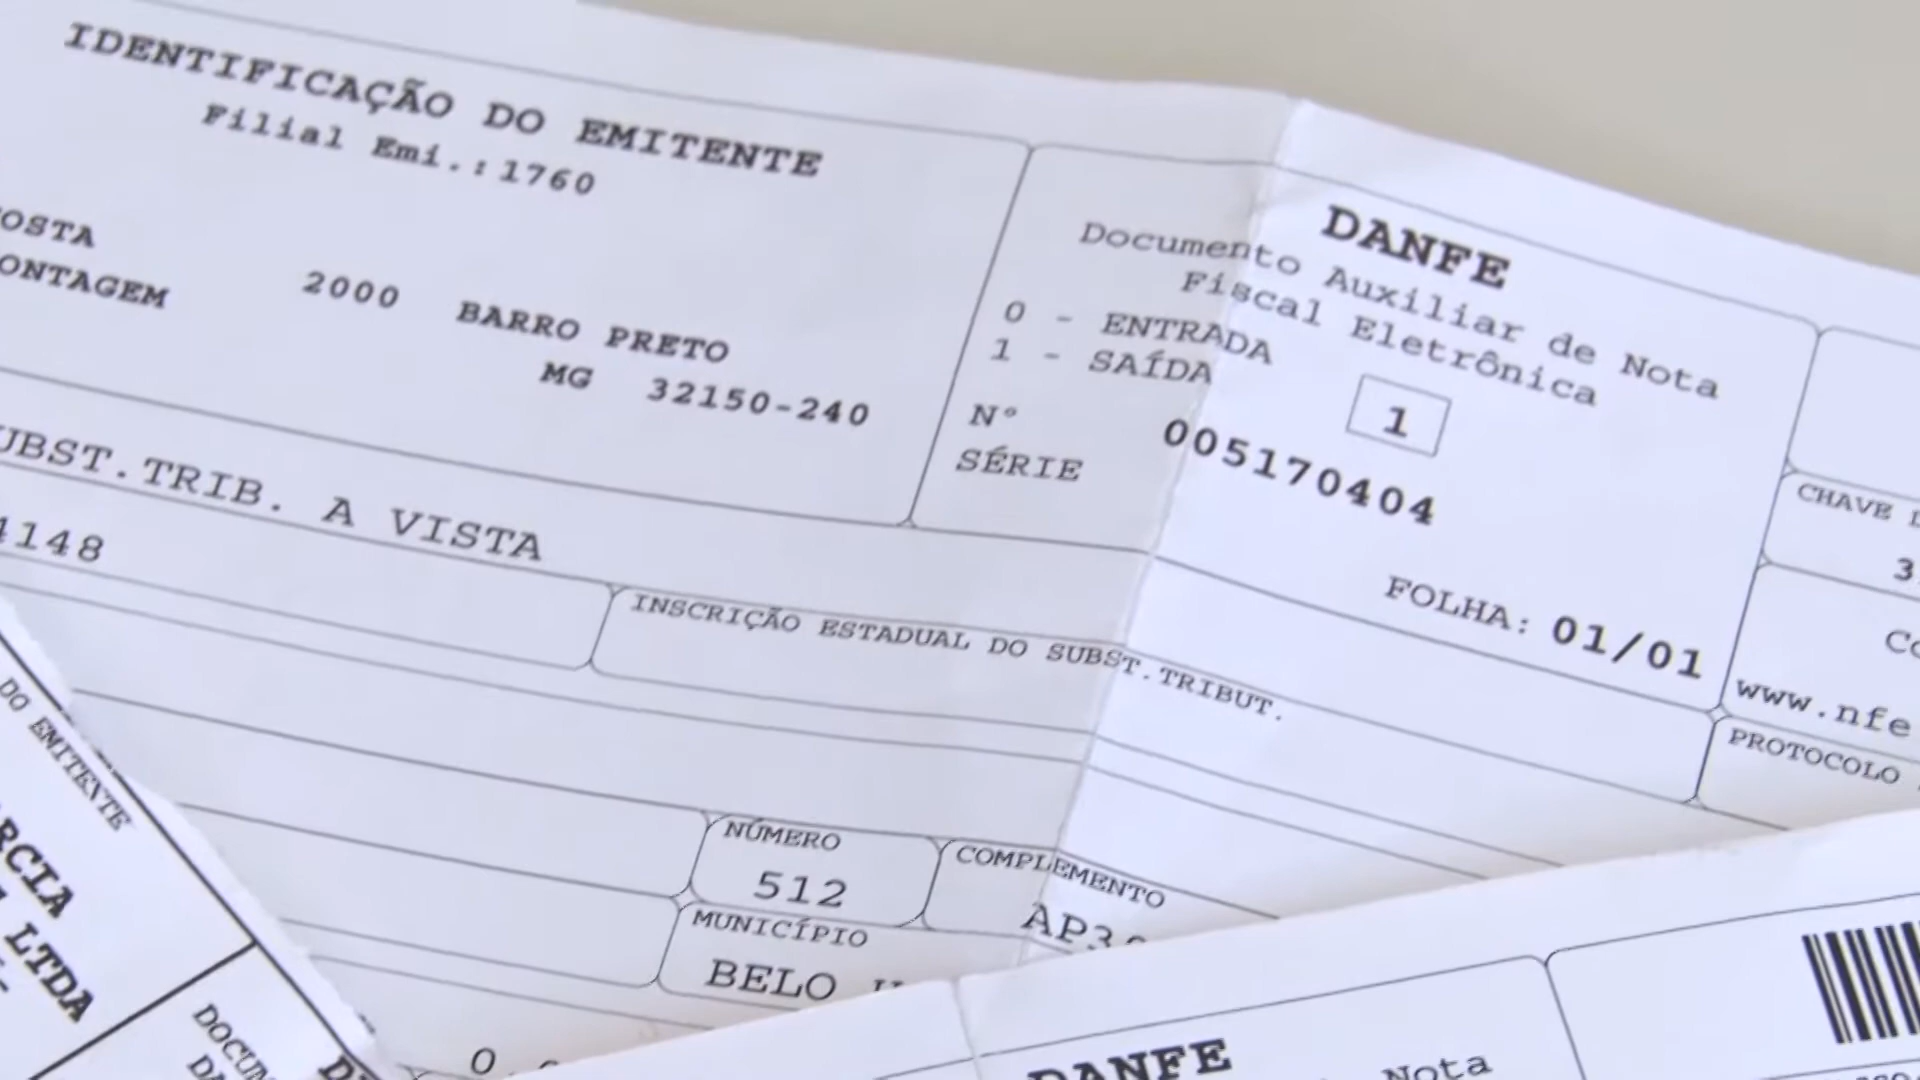 IDENTIFICAÇÃO DO EMITENTE
Filial Emi.:1760
OSTA
ONTAGEM 2000 BARRO PRETO
MG 32150-240
DANFE
Documento Auxiliar de Nota
Fiscal Eletrônica
0 - ENTRADA
1 - SAÍDA
1
Nº 005170404
SÉRIE
FOLHA: 01/01
CHAVE
3
www.nfe
PROTOCOLO
UBST.TRIB. A VISTA
4148
INSCRIÇÃO ESTADUAL DO SUBST.TRIBUT.
NÚMERO
512
COMPLEMENTO
AP3
MUNICÍPIO
BELO
0
DO EMITENTE
RCIA
LTDA
DOCUM
DANFE
Nota